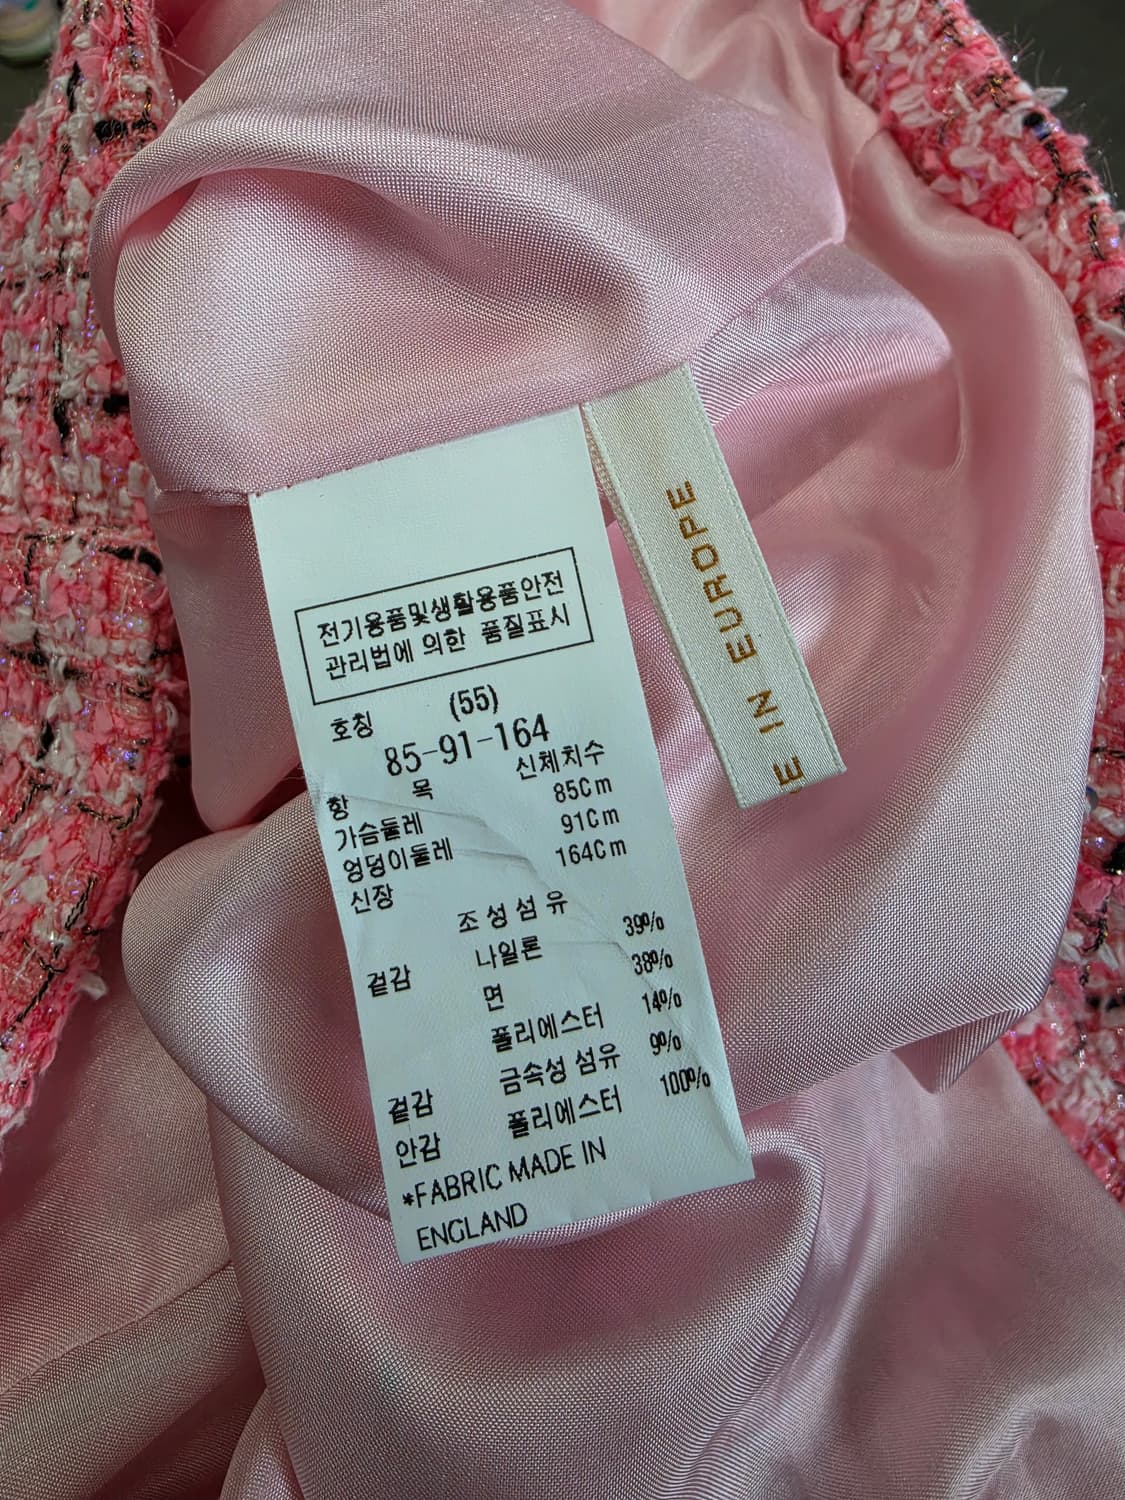 전기용품및생활용품안전
관리법에 의한 품질표시
호칭 (55)
85-91-164
항 목 신체치수
가슴둘레 85Cm
엉덩이둘레 91Cm
신장 164Cm
조성섬유
겉감 나일론 39%
면 38%
폴리에스터 14%
겉감 금속성 섬유 9%
안감 폴리에스터 100%
*FABRIC MADE IN
ENGLAND
IN EUROPE